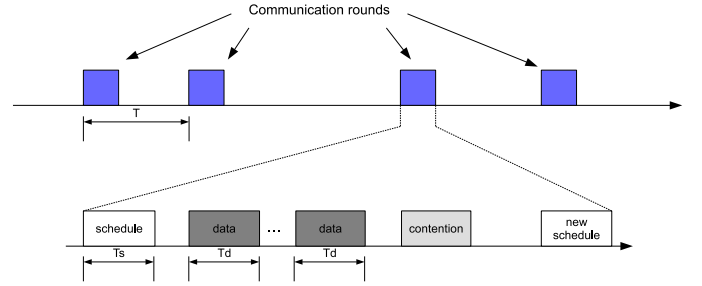 Communication rounds
T
schedule
data
...
data
contention
new
schedule
Ts
Td
Td